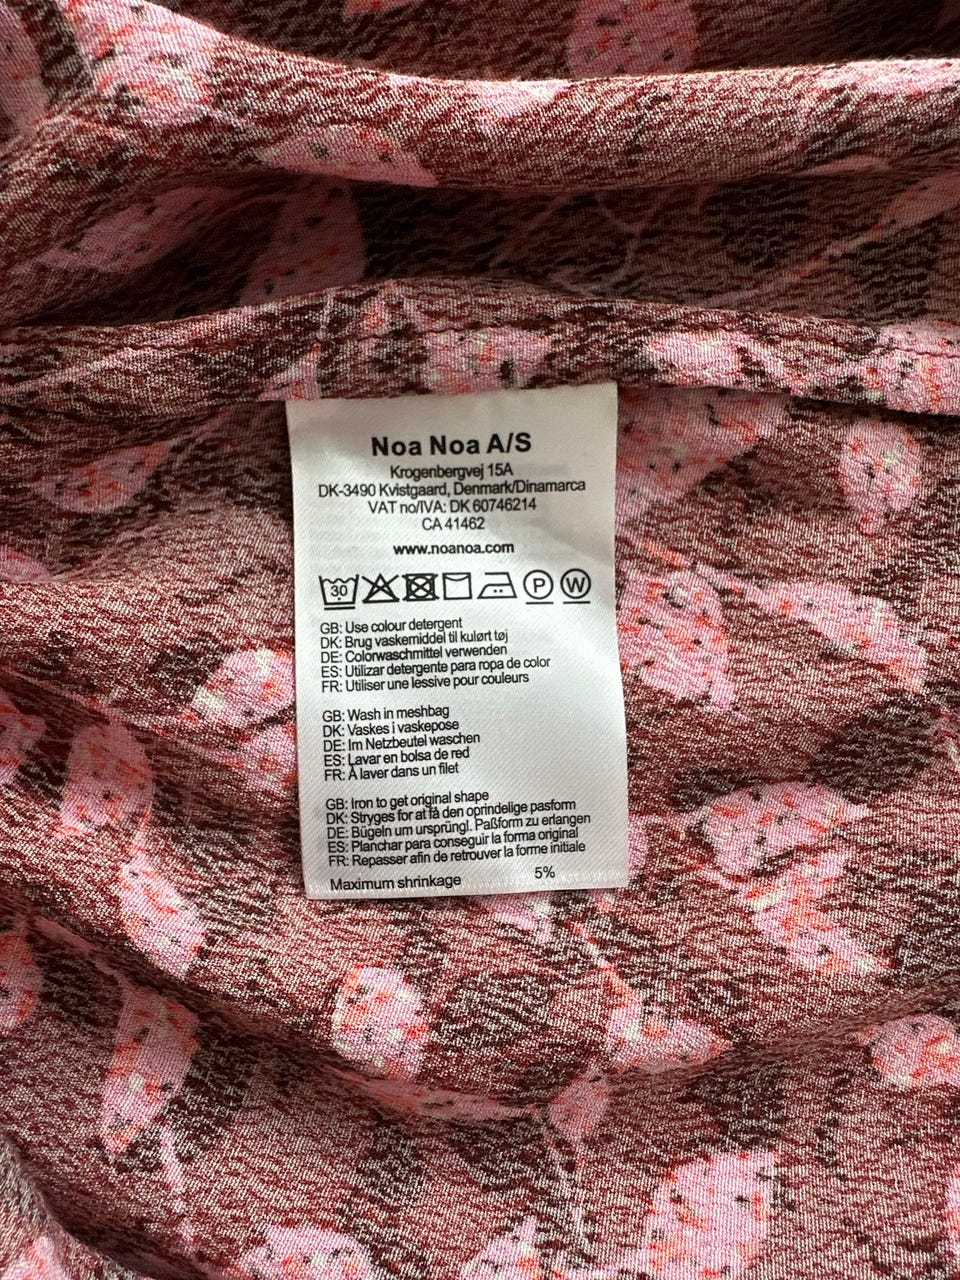 Noa Noa A/S
Krogenbergvej 15A
DK-3490 Kvistgaard, Denmark/Dinamarca
VAT no/IVA: DK 60746214
CA 41462
www.noanoa.com
30 P W
GB: Use colour detergent
DK: Brug vaskemiddel til kulørt tøj
DE: Colorwaschmittel verwenden
ES: Utilizar detergente para ropa de color
FR: Utiliser une lessive pour couleurs
GB: Wash in meshbag
DK: Vaskes i vaskepose
DE: Im Netzbeutel waschen
ES: Lavar en bolsa de red
FR: À laver dans un filet
GB: Iron to get original shape
DK: Stryges for at få den oprindelige pasform
DE: Bügeln um ursprüngl. Paßform zu erlangen
ES: Planchar para conseguir la forma original
FR: Repasser afin de retrouver la forme initiale
Maximum shrinkage 5%